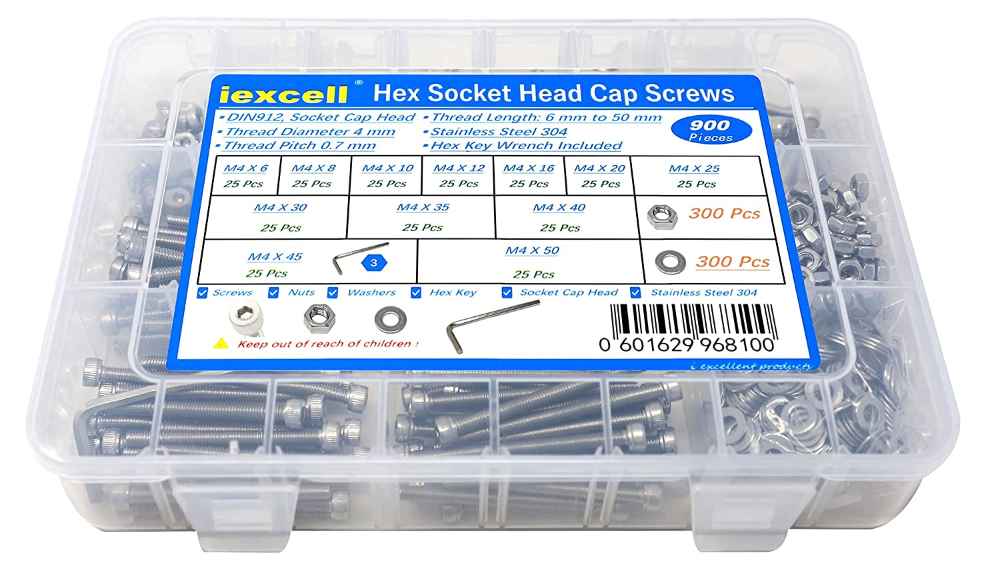 iexcell® Hex Socket Head Cap Screws
▪DIN912, Socket Cap Head ▪Thread Length: 6 mm to 50 mm
▪Thread Diameter 4 mm ▪Stainless Steel 304
▪Thread Pitch 0.7 mm ▪Hex Key Wrench Included
900
Pieces
M4 X 6 M4 X 8 M4 X 10 M4 X 12 M4 X 16 M4 X 20 M4 X 25
25 Pcs 25 Pcs 25 Pcs 25 Pcs 25 Pcs 25 Pcs 25 Pcs
M4 X 30 M4 X 35 M4 X 40 300 Pcs
25 Pcs 25 Pcs 25 Pcs
M4 X 45 3 M4 X 50 300 Pcs
25 Pcs 25 Pcs
Screws Nuts Washers Hex Key Socket Cap Head Stainless Steel 304
Keep out of reach of children !
0 601629 968100
i excellent products